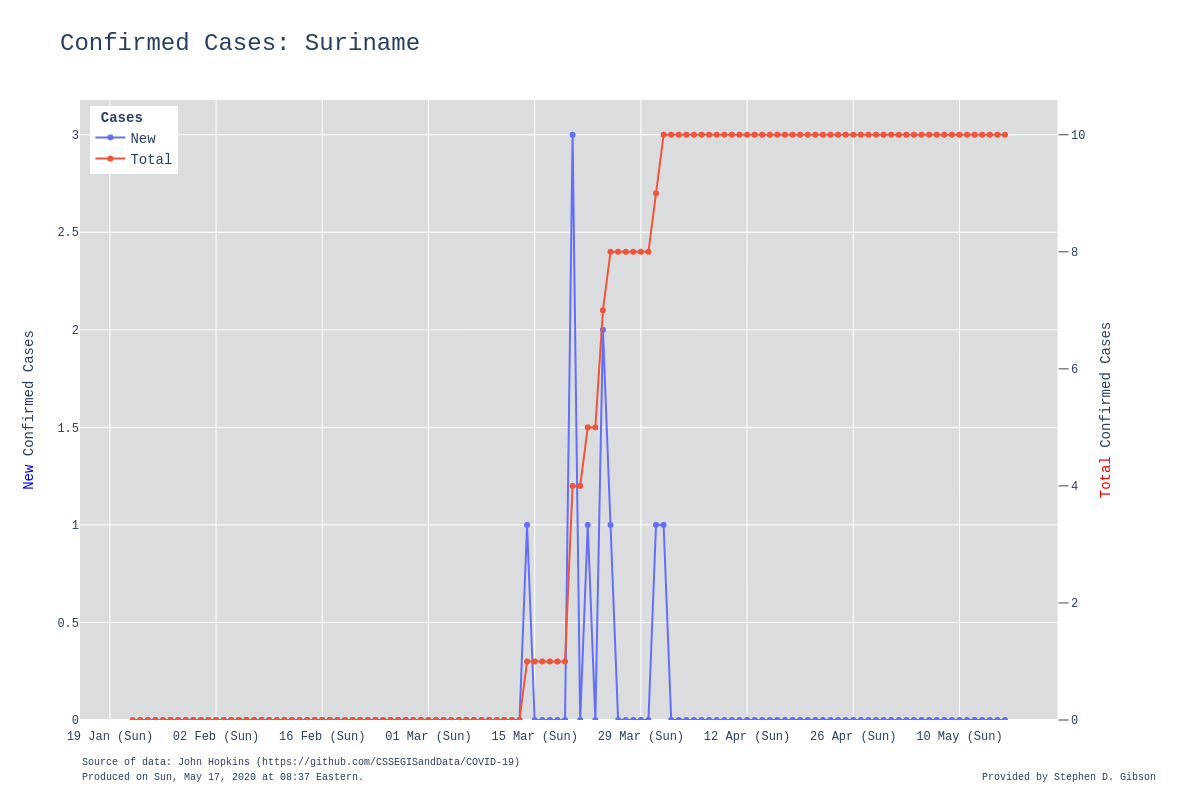 Confirmed Cases: Suriname
Cases
New
Total
3
2.5
2
1.5
1
0.5
0
10
8
6
4
2
0
New Confirmed Cases
Total Confirmed Cases
19 Jan (Sun) 02 Feb (Sun) 16 Feb (Sun) 01 Mar (Sun) 15 Mar (Sun) 29 Mar (Sun) 12 Apr (Sun) 26 Apr (Sun) 10 May (Sun)
Source of data: John Hopkins (https://github.com/CSSEGISandData/COVID-19)
Produced on Sun, May 17, 2020 at 08:37 Eastern.
Provided by Stephen D. Gibson